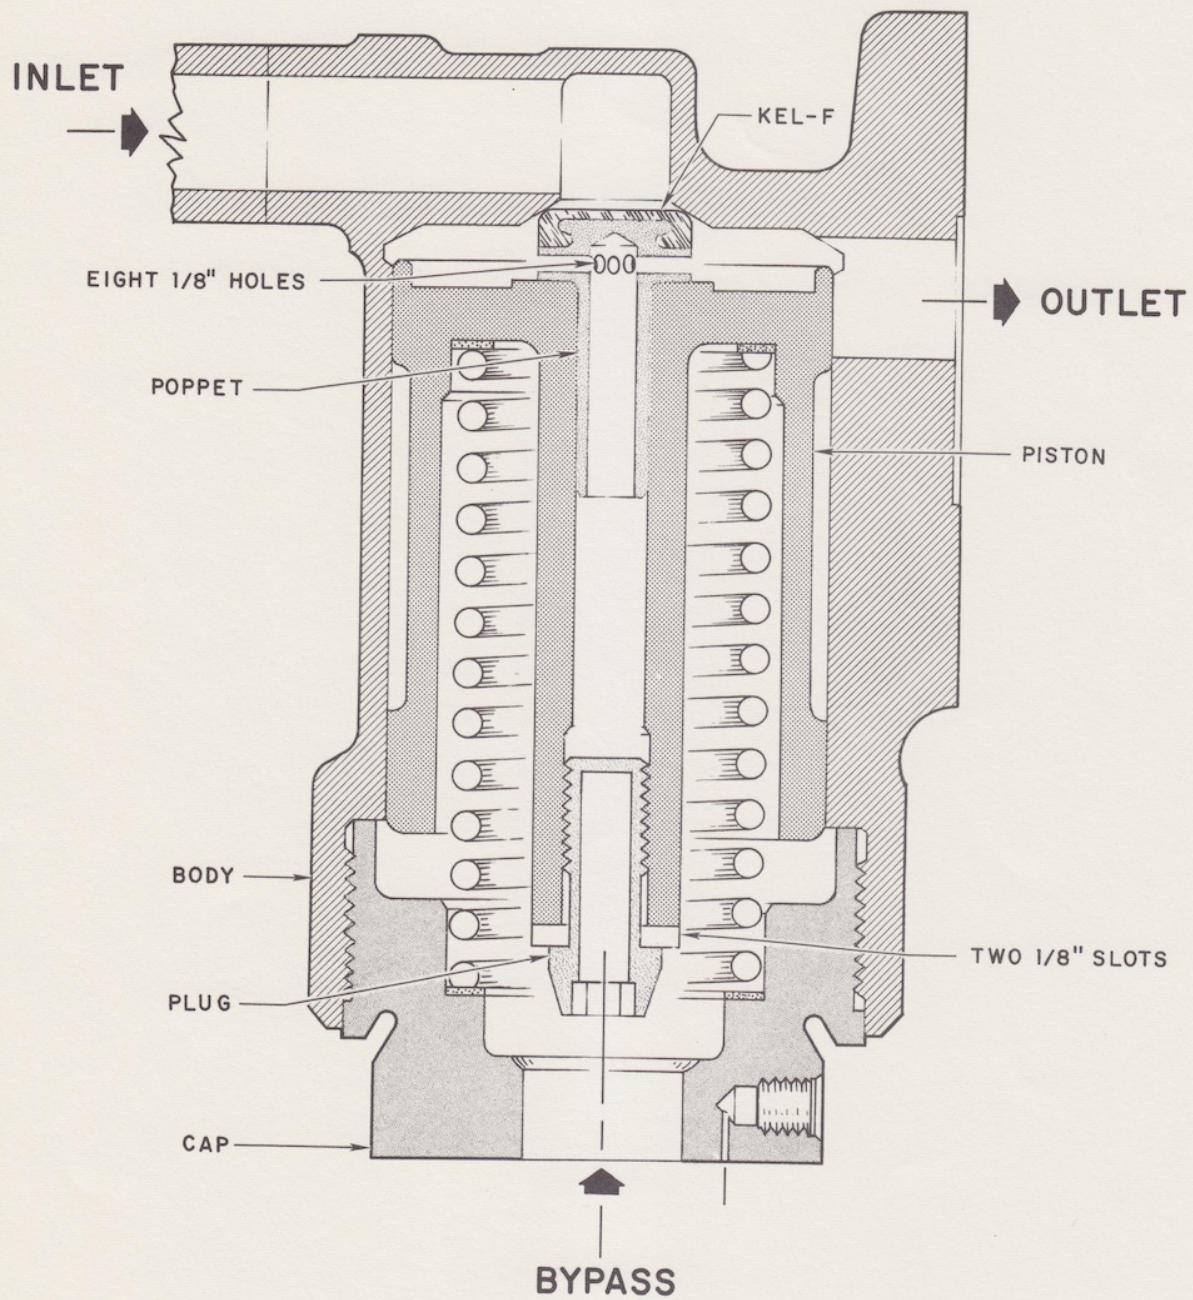 INLET
KEL-F
EIGHT 1/8" HOLES
OUTLET
POPPET
PISTON
BODY
TWO 1/8" SLOTS
PLUG
CAP
BYPASS